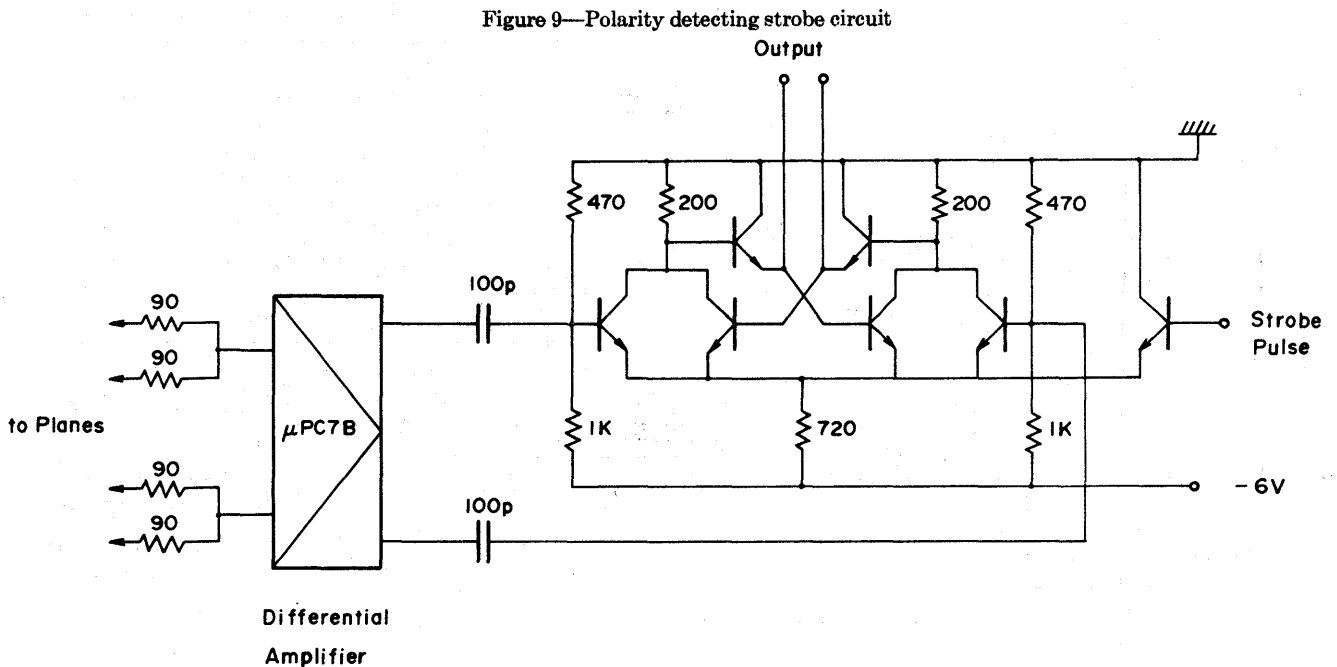 Figure 9—Polarity detecting strobe circuit
Output
470
200
200
470
100p
90
90
Strobe
Pulse
to Planes
μPC7B
1K
720
1K
90
90
100p
-6V
Differential
Amplifier